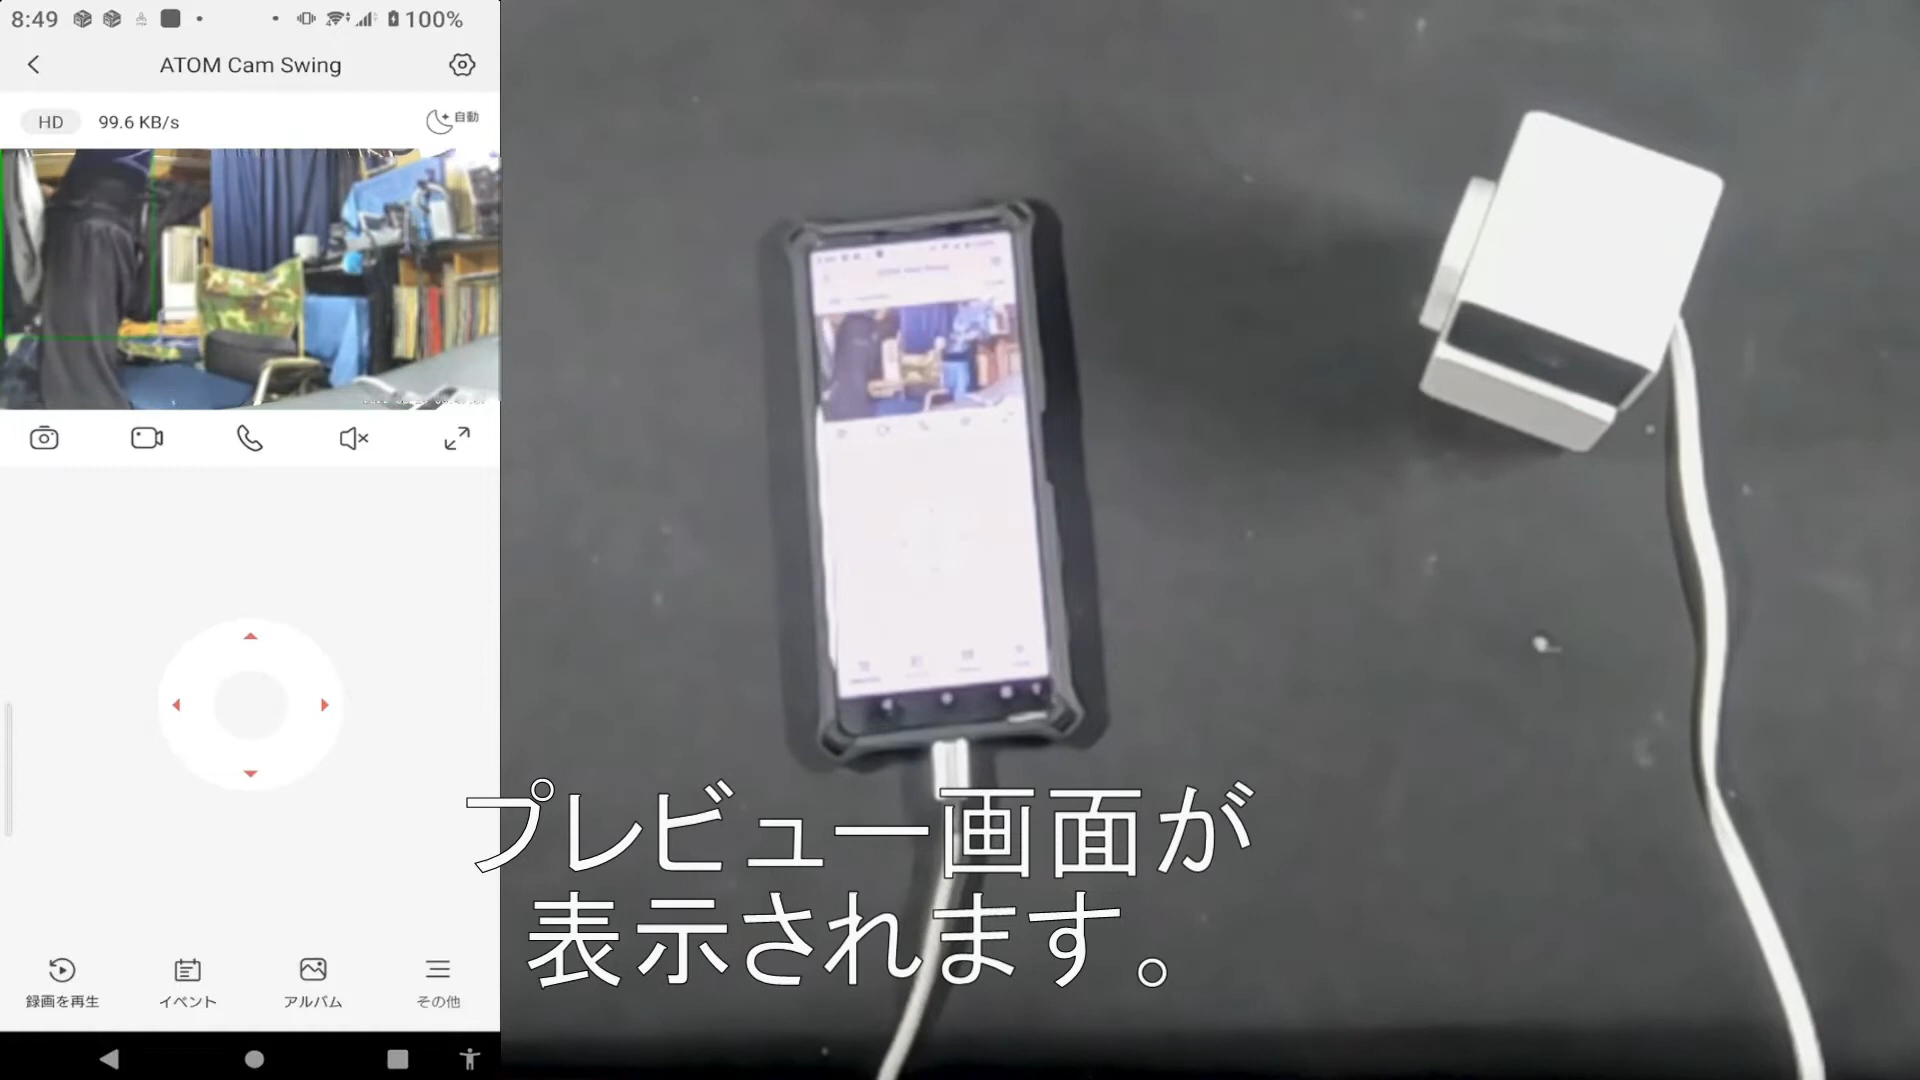 8:49
100%
ATOM Cam Swing
HD 99.6 KB/s
自動
録画を再生 イベント アルバム その他
プレビュー画面が
表示されます。